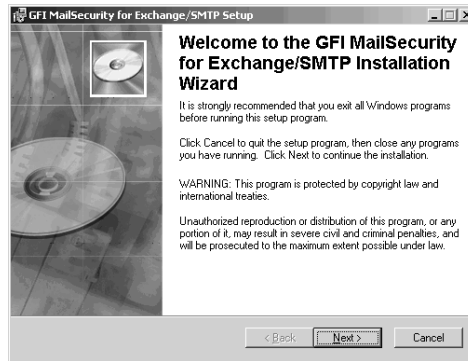 GFI MailSecurity for Exchange/SMTP Setup
Welcome to the GFI MailSecurity
for Exchange/SMTP Installation
Wizard
It is strongly recommended that you exit all Windows programs
before running this setup program.
Click Cancel to quit the setup program, then close any programs
you have running. Click Next to continue the installation.
WARNING: This program is protected by copyright law and
international treaties.
Unauthorized reproduction or distribution of this program, or any
portion of it, may result in severe civil and criminal penalties, and
will be prosecuted to the maximum extent possible under law.
< Back Next > Cancel